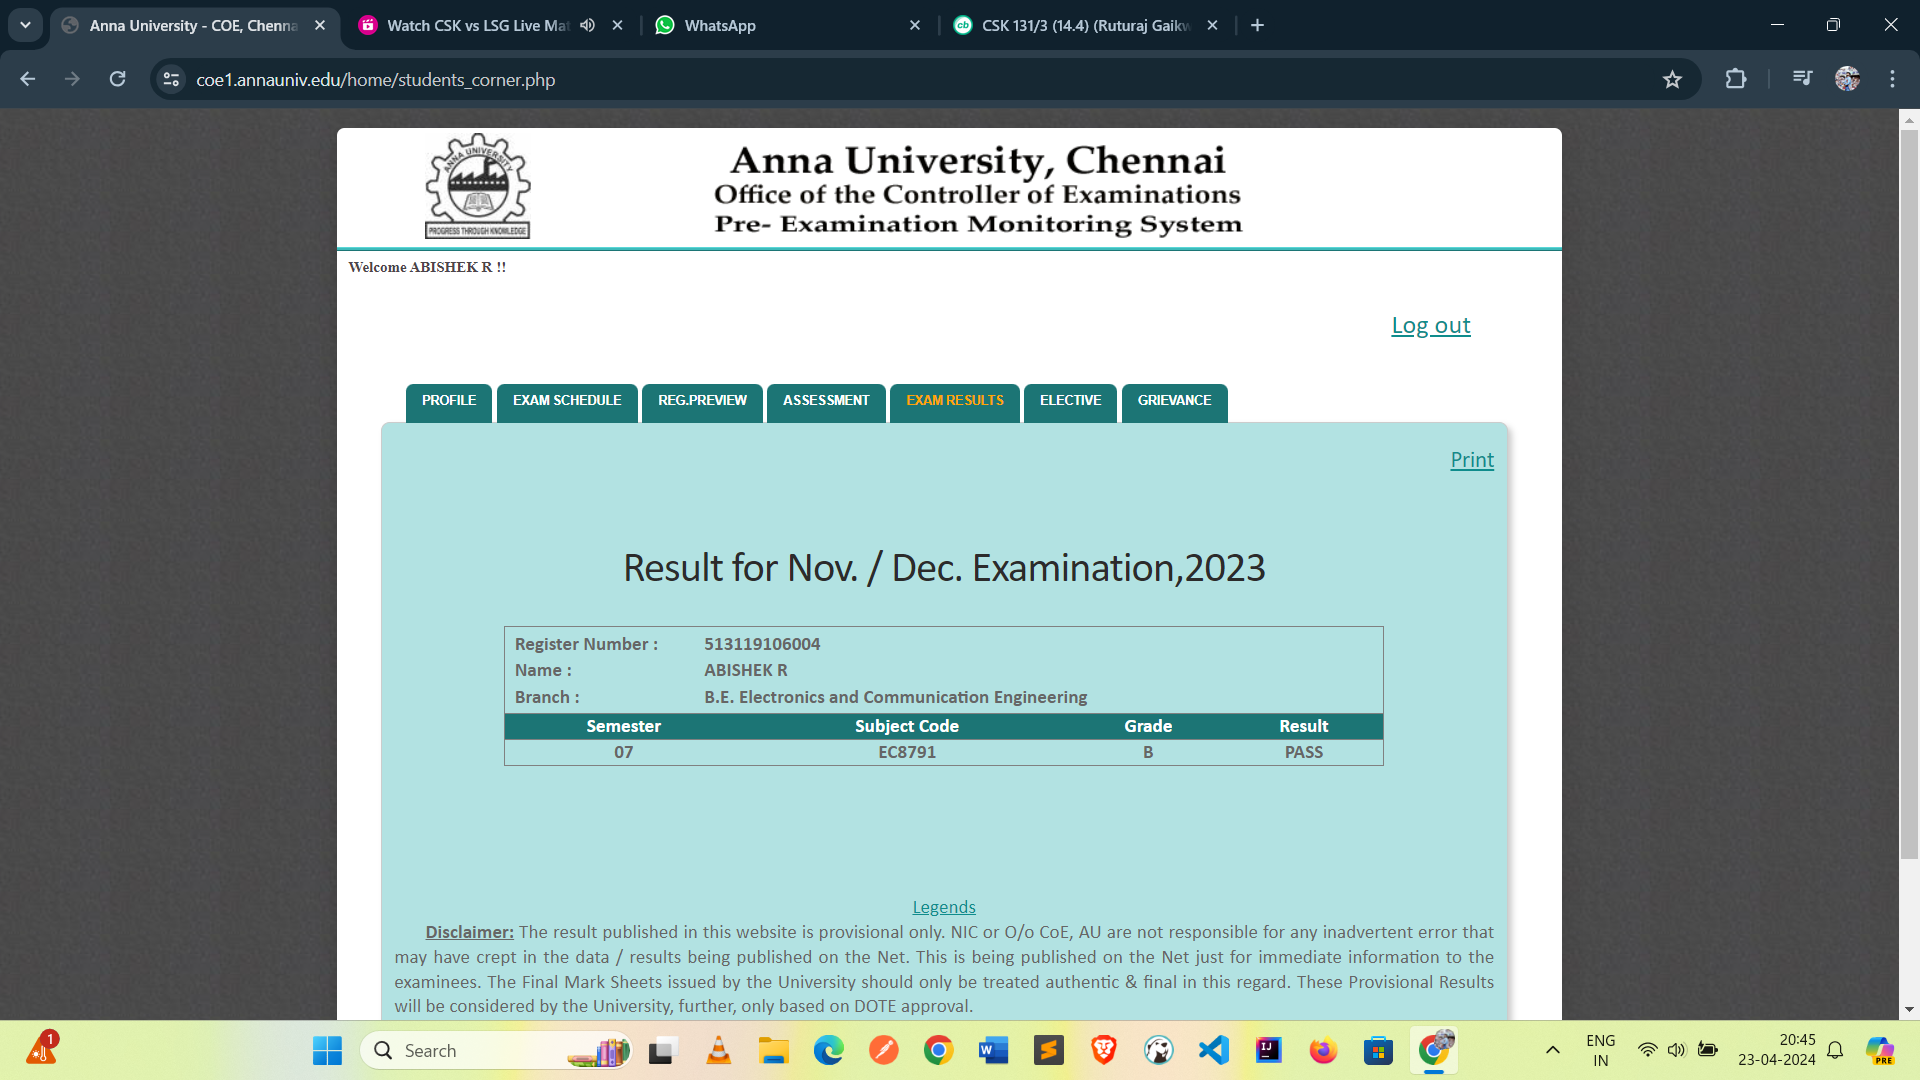 Anna University - COE, Chenna
Watch CSK vs LSG Live Mat
WhatsApp
CSK 131/3 (14.4) (Ruturaj Gaikw
coe1.annauniv.edu/home/students_corner.php
ANNA UNIVERSITY
PROGRESS THROUGH KNOWLEDGE
Anna University, Chennai
Office of the Controller of Examinations
Pre- Examination Monitoring System
Welcome ABISHEK R !!
Log out
PROFILE EXAM SCHEDULE REG.PREVIEW ASSESSMENT EXAM RESULTS ELECTIVE GRIEVANCE
Print
Result for Nov. / Dec. Examination,2023
Register Number : 513119106004
Name : ABISHEK R
Branch : B.E. Electronics and Communication Engineering
Semester Subject Code Grade Result
07 EC8791 B PASS
Legends
Disclaimer: The result published in this website is provisional only. NIC or O/o CoE, AU are not responsible for any inadvertent error that
may have crept in the data / results being published on the Net. This is being published on the Net just for immediate information to the
examinees. The Final Mark Sheets issued by the University should only be treated authentic & final in this regard. These Provisional Results
will be considered by the University, further, only based on DOTE approval.
1
Search
ENG
IN
20:45
23-04-2024
PRE